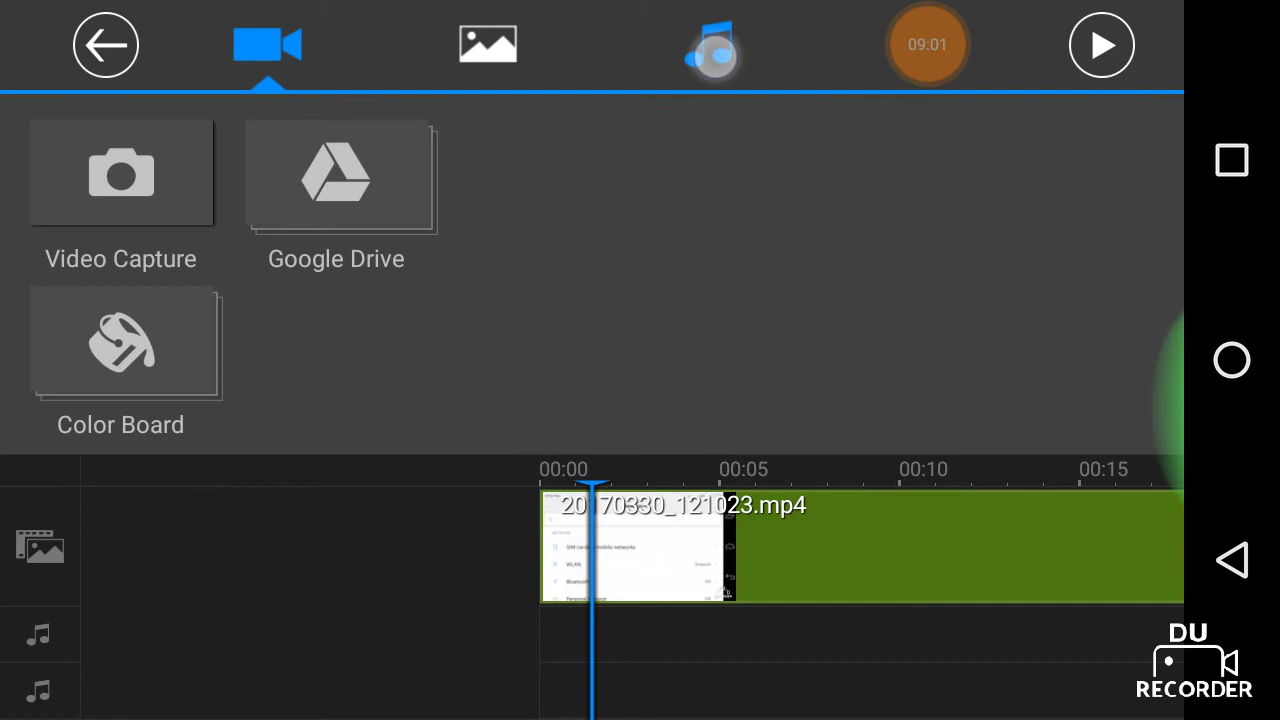 09:01
Video Capture
Google Drive
Color Board
00:00
00:05
00:10
00:15
20170330_121023.mp4
WLAN
DU
RECORDER